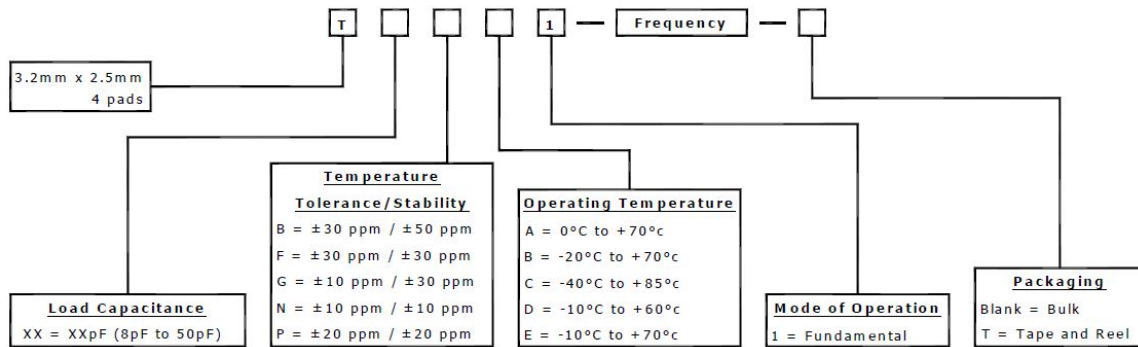 T 1 — Frequency —
3.2mm x 2.5mm
4 pads
Load Capacitance
XX = XXpF (8pF to 50pF)
Temperature
Tolerance/Stability
B = ±30 ppm / ±50 ppm
F = ±30 ppm / ±30 ppm
G = ±10 ppm / ±30 ppm
N = ±10 ppm / ±10 ppm
P = ±20 ppm / ±20 ppm
Operating Temperature
A = 0°C to +70°c
B = -20°C to +70°c
C = -40°C to +85°c
D = -10°C to +60°c
E = -10°C to +70°c
Mode of Operation
1 = Fundamental
Packaging
Blank = Bulk
T = Tape and Reel